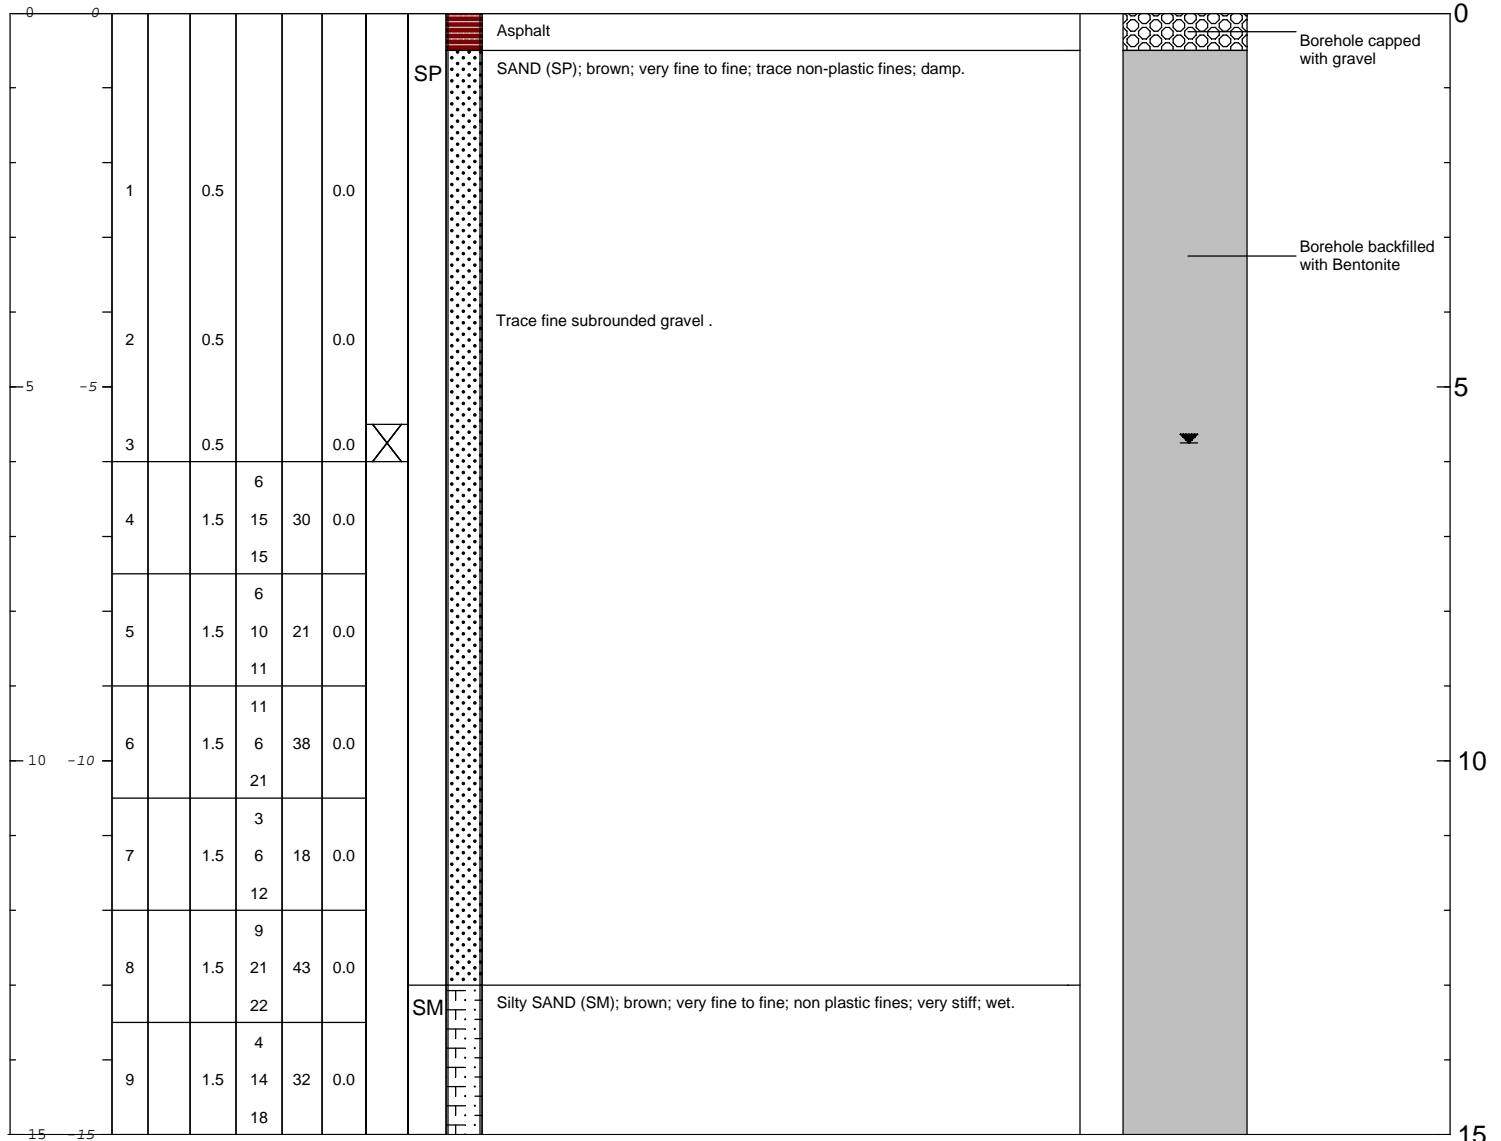 0 0 0
Asphalt
Borehole capped
with gravel
SP SAND (SP); brown; very fine to fine; trace non-plastic fines; damp.
1 0.5 0.0
Borehole backfilled
with Bentonite
Trace fine subrounded gravel .
2 0.5 0.0
-5 -5 5
3 0.5 0.0
6
4 1.5 15 30 0.0
15
6
5 1.5 10 21 0.0
11
11
6 1.5 6 38 0.0
10 -10 10
21
3
7 1.5 6 18 0.0
12
9
8 1.5 21 43 0.0
22
SM Silty SAND (SM); brown; very fine to fine; non plastic fines; very stiff; wet.
4
9 1.5 14 32 0.0
18
15 -15 15